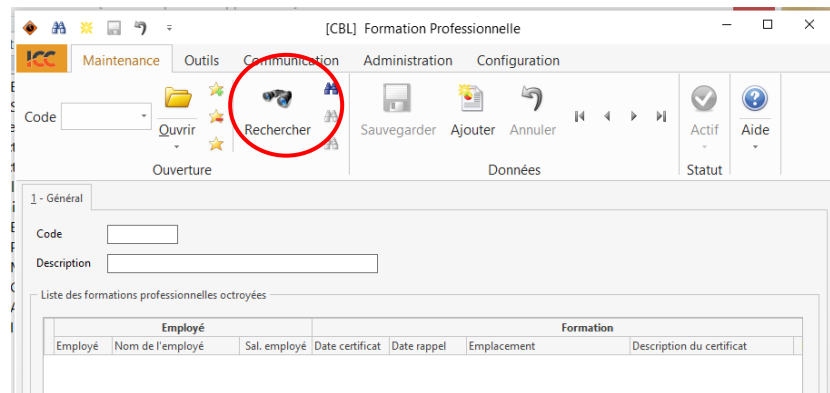 [CBL] Formation Professionnelle
ICC Maintenance Outils Communication Administration Configuration
Code Ouvrir Rechercher Sauvegarder Ajouter Annuler Actif Aide
Ouverture Données Statut
1 - Général
Code
Description
Liste des formations professionnelles octroyées
Employé Formation
Employé Nom de l'employé Sal. employé Date certificat Date rappel Emplacement Description du certificat